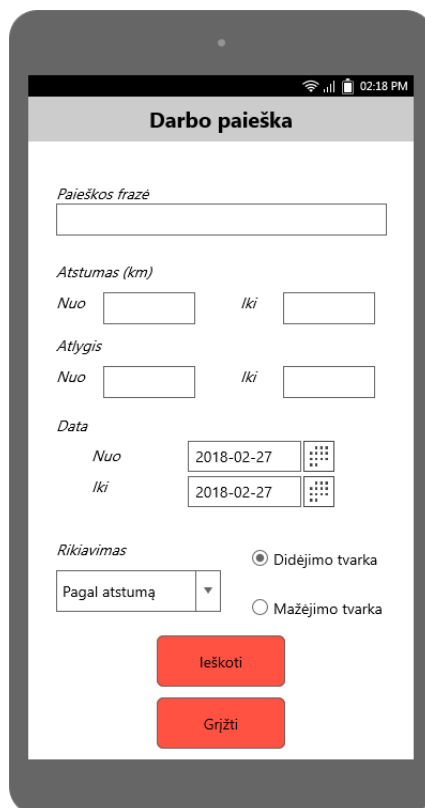 02:18 PM
Darbo paieška
Paieškos frazė
Atstumas (km)
Nuo Iki
Atlygis
Nuo Iki
Data
Nuo 2018-02-27
Iki 2018-02-27
Rikiavimas
Didėjimo tvarka
Pagal atstumą
Mažėjimo tvarka
Ieškoti
Grįžti